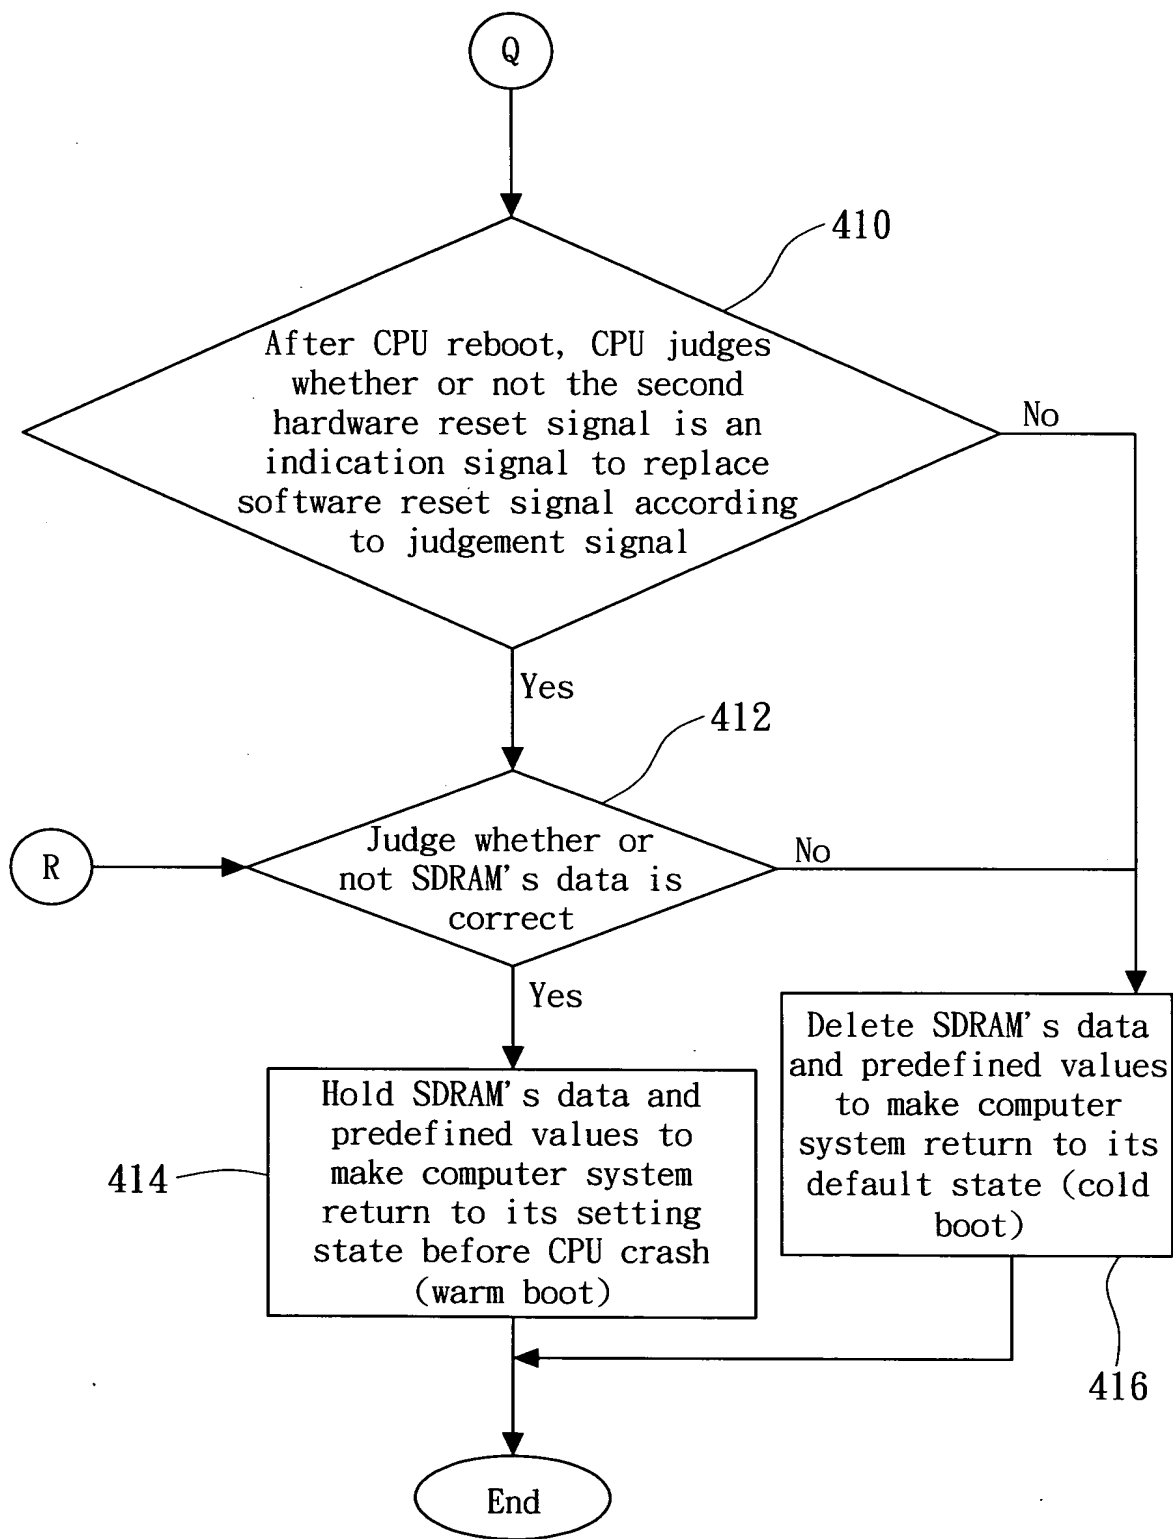 Q
410
After CPU reboot, CPU judges
whether or not the second
hardware reset signal is an
indication signal to replace
software reset signal according
to judgement signal
No
Yes
412
R
Judge whether or
not SDRAM's data is
correct
No
Yes
Hold SDRAM's data and
predefined values to
make computer system
return to its setting
state before CPU crash
(warm boot)
414
Delete SDRAM's data
and predefined values
to make computer
system return to its
default state (cold
boot)
416
End